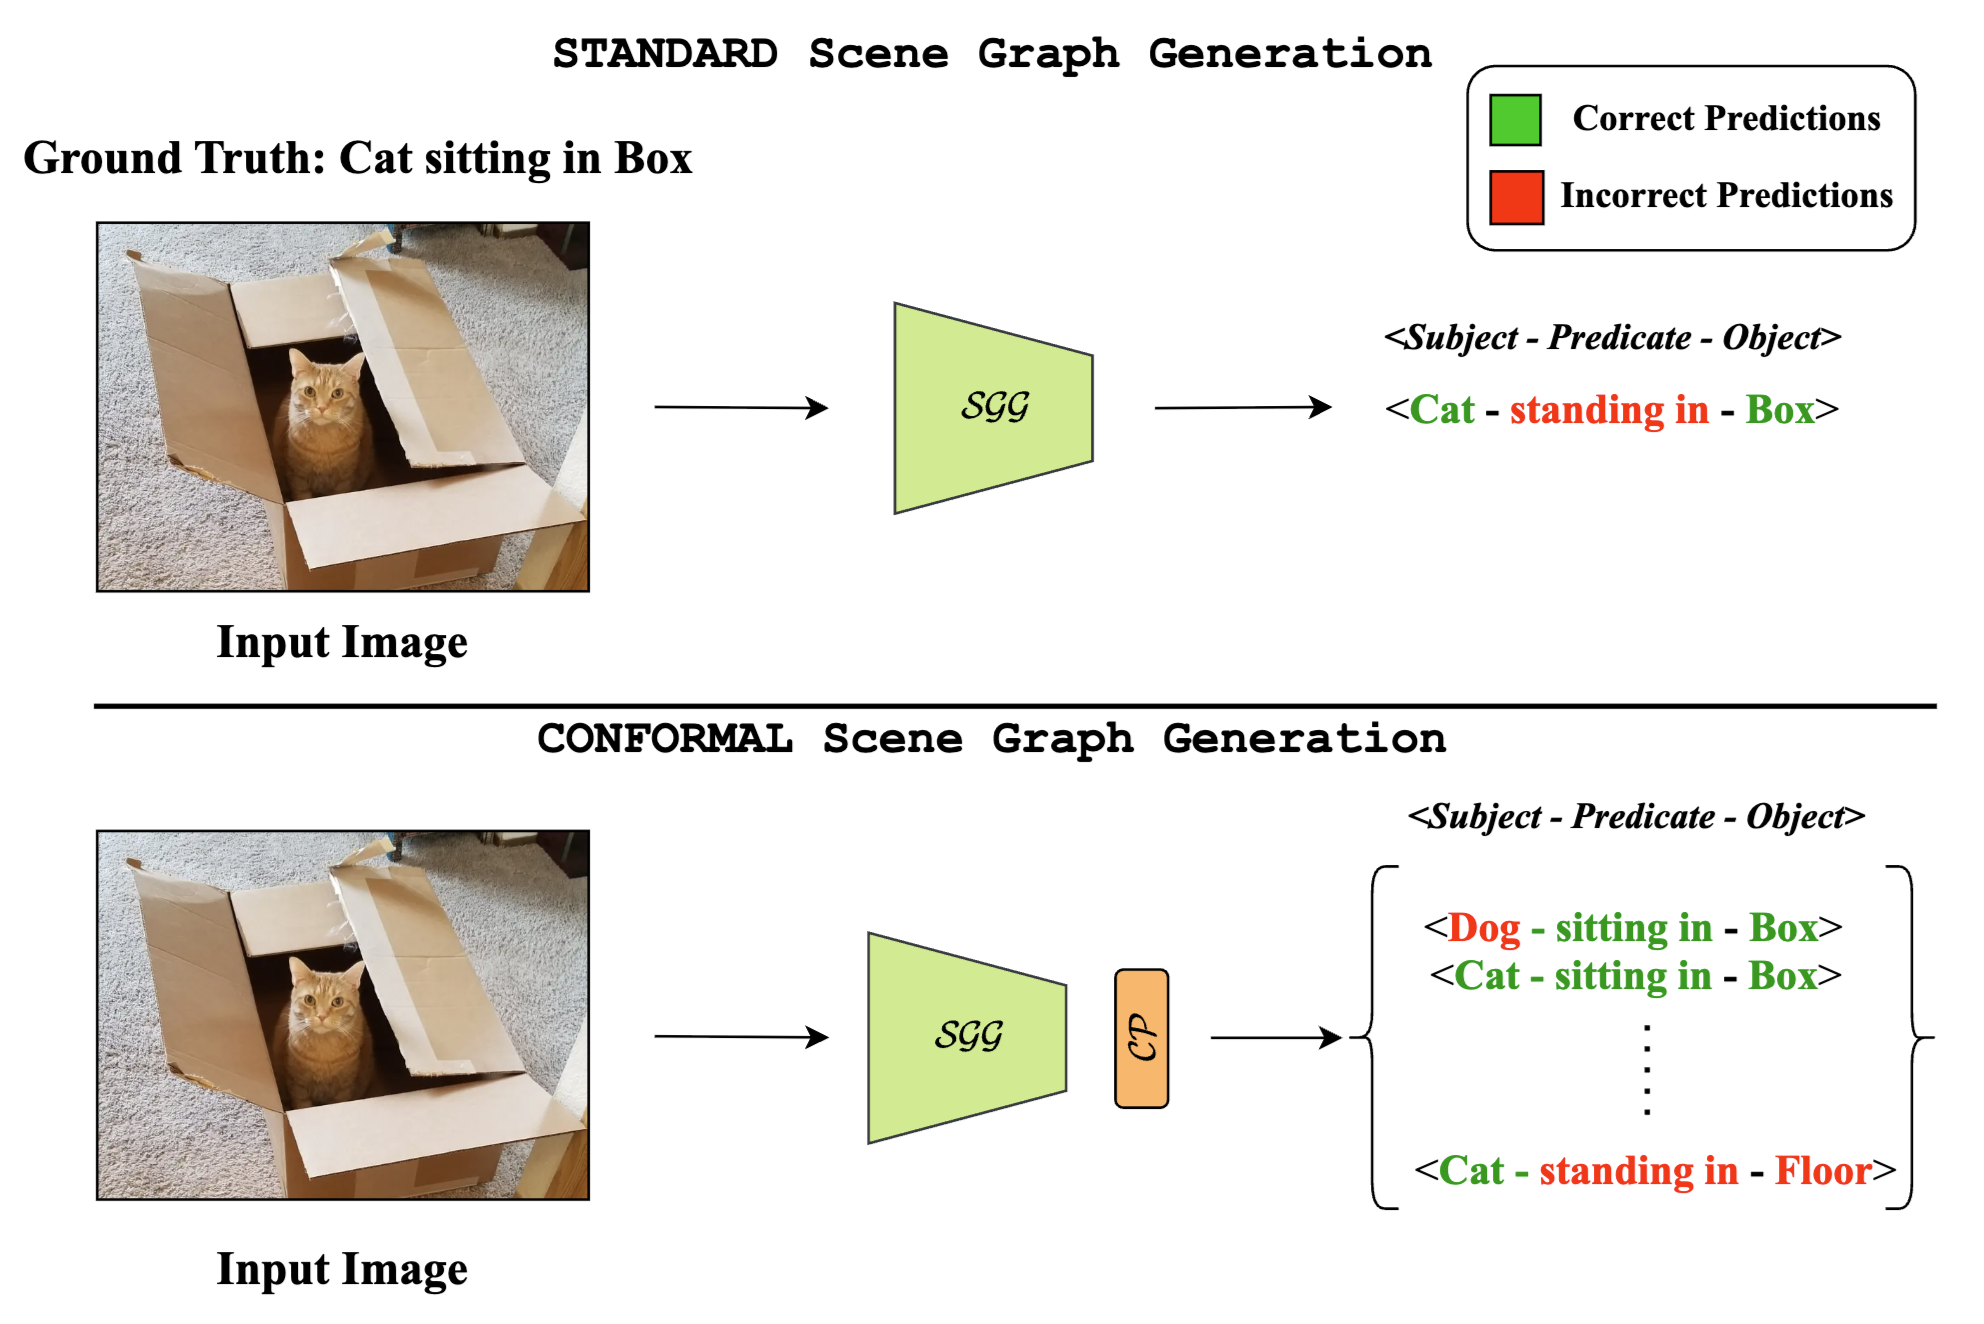 STANDARD Scene Graph Generation
Correct Predictions
Incorrect Predictions
Ground Truth: Cat sitting in Box
<Subject - Predicate - Object>
SGG
<Cat - standing in - Box>
Input Image
CONFORMAL Scene Graph Generation
<Subject - Predicate - Object>
<Dog - sitting in - Box>
<Cat - sitting in - Box>
SGG
CP
<Cat - standing in - Floor>
Input Image